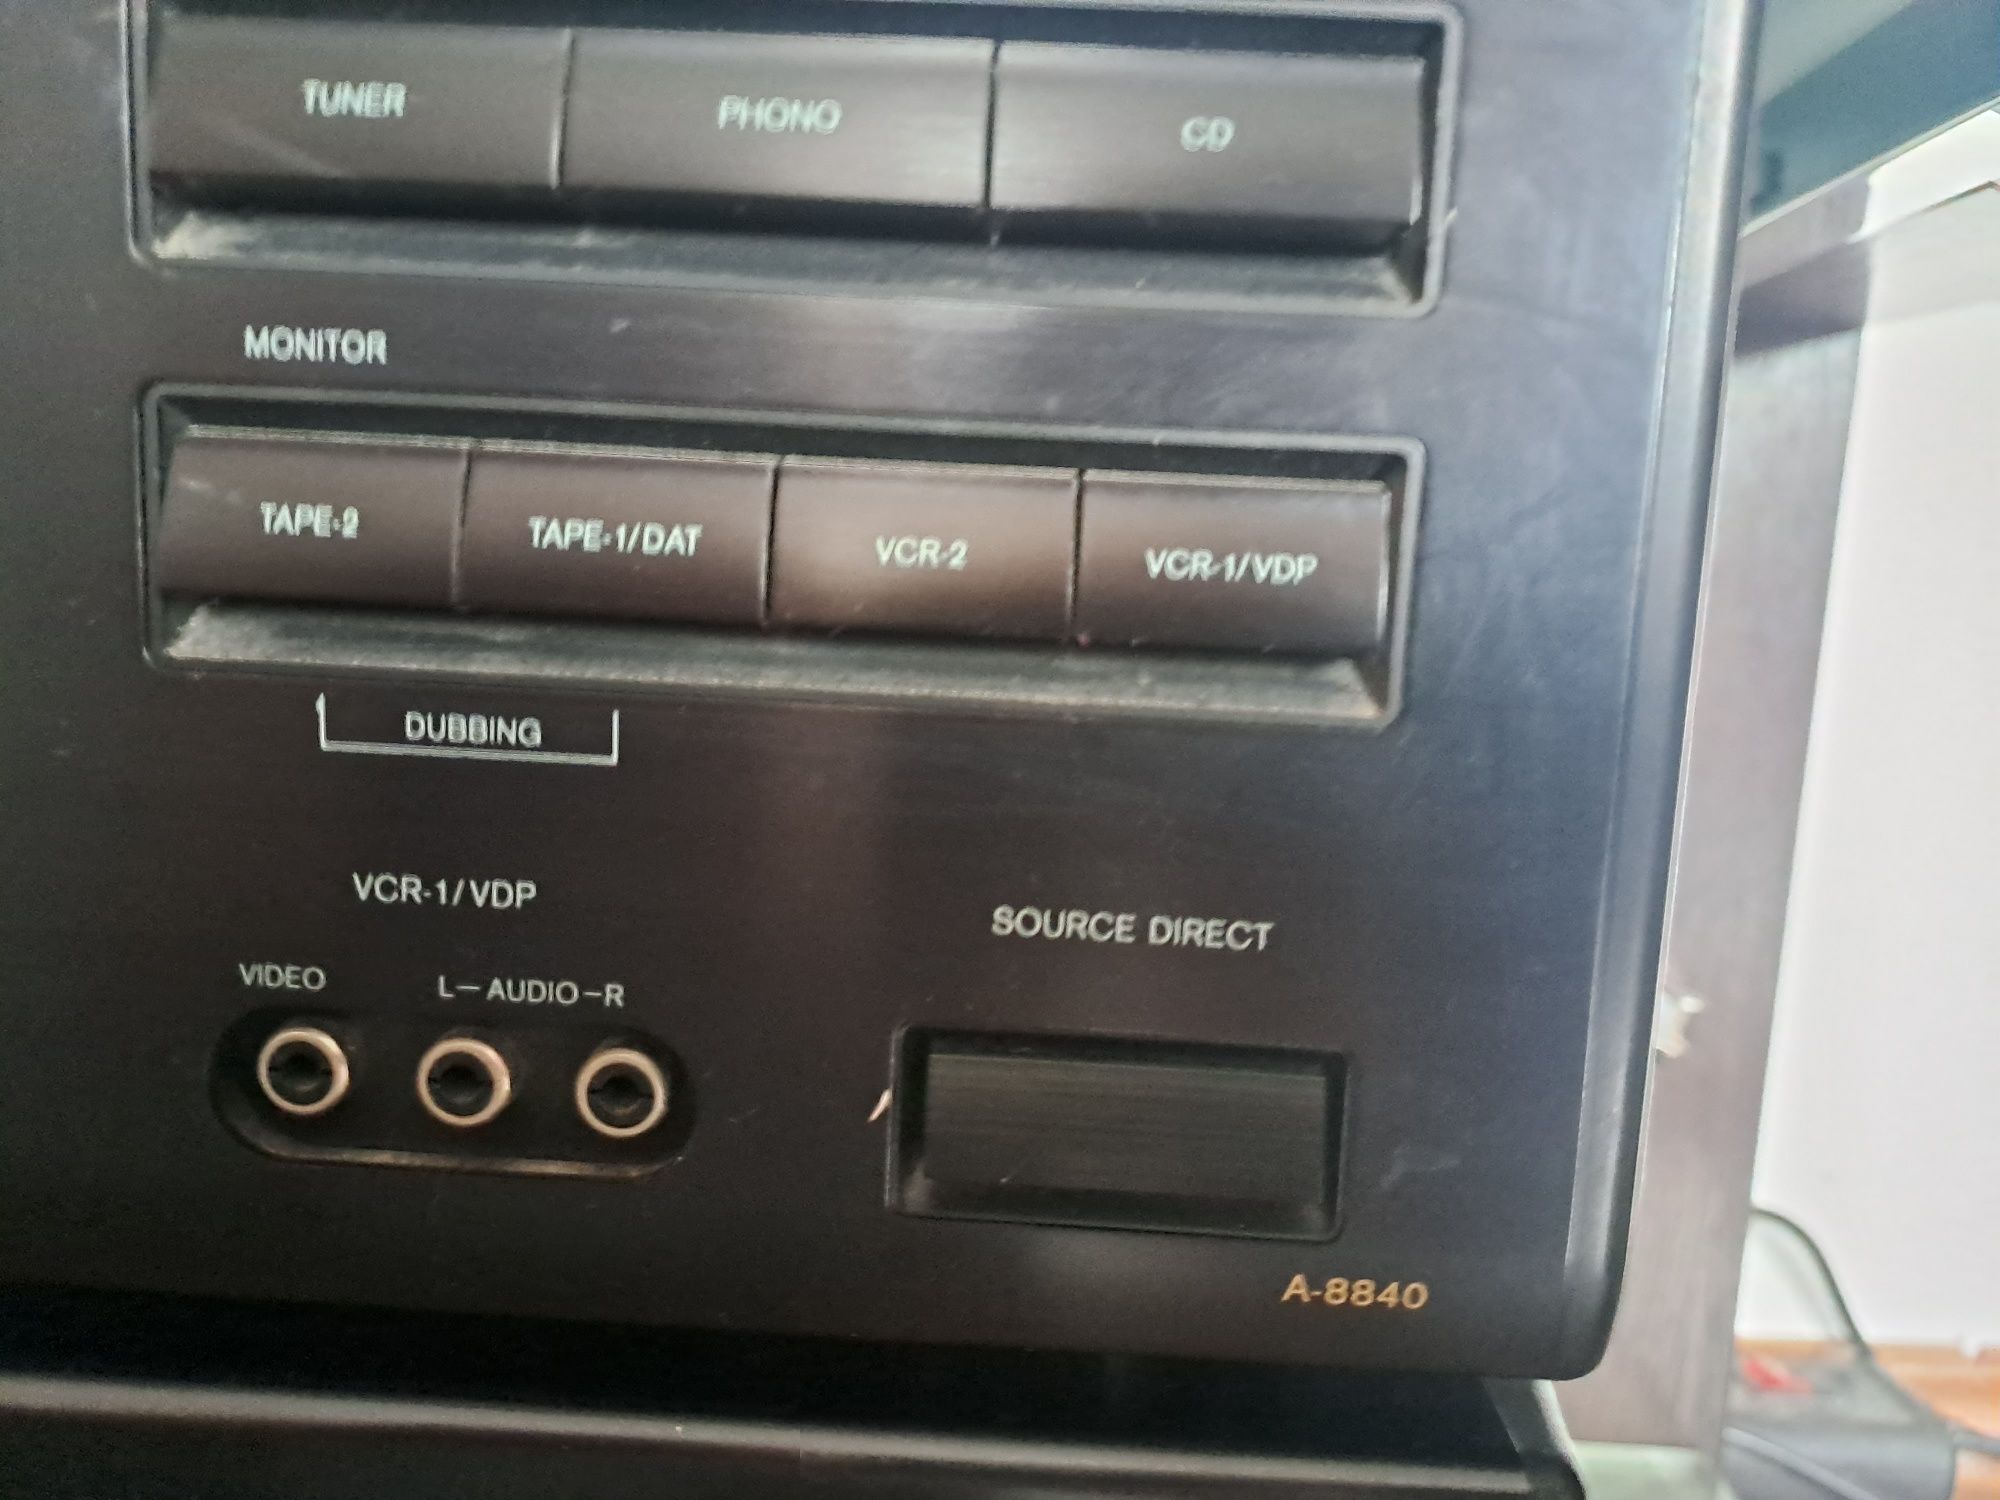 TUNER PHONO CD
MONITOR
TAPE-2 TAPE-1/DAT VCR-2 VCR-1/VDP
DUBBING
VCR-1/VDP
SOURCE DIRECT
VIDEO L–AUDIO–R
A-8840